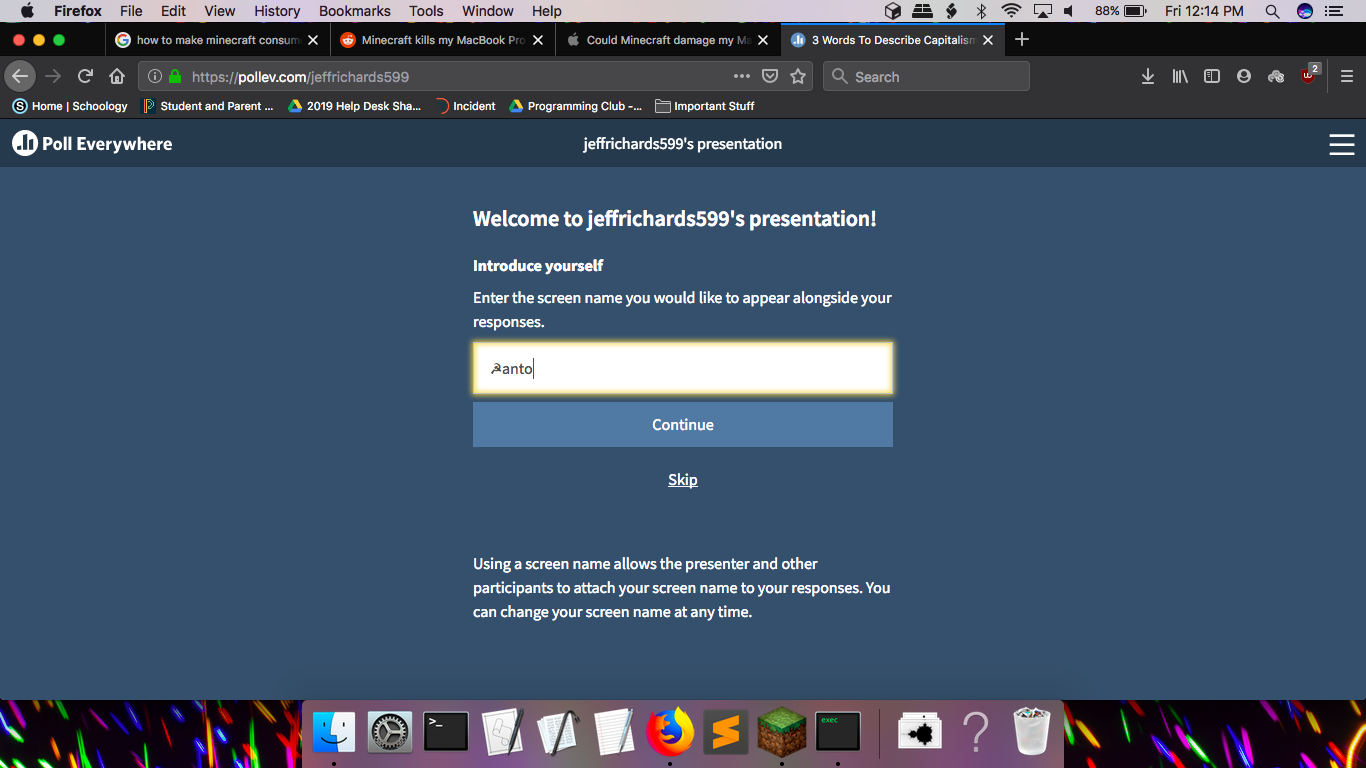 Firefox File Edit View History Bookmarks Tools Window Help 88% Fri 12:14 PM
how to make minecraft consum Minecraft kills my MacBook Pro Could Minecraft damage my Ma 3 Words To Describe Capitalism
https://pollev.com/jeffrichards599 Search 2
Home | Schoology Student and Parent ... 2019 Help Desk Sha... Incident Programming Club -... Important Stuff
Poll Everywhere jeffrichards599's presentation
Welcome to jeffrichards599's presentation!
Introduce yourself
Enter the screen name you would like to appear alongside your
responses.
☭anto
Continue
Skip
Using a screen name allows the presenter and other
participants to attach your screen name to your responses. You
can change your screen name at any time.
>_ exec